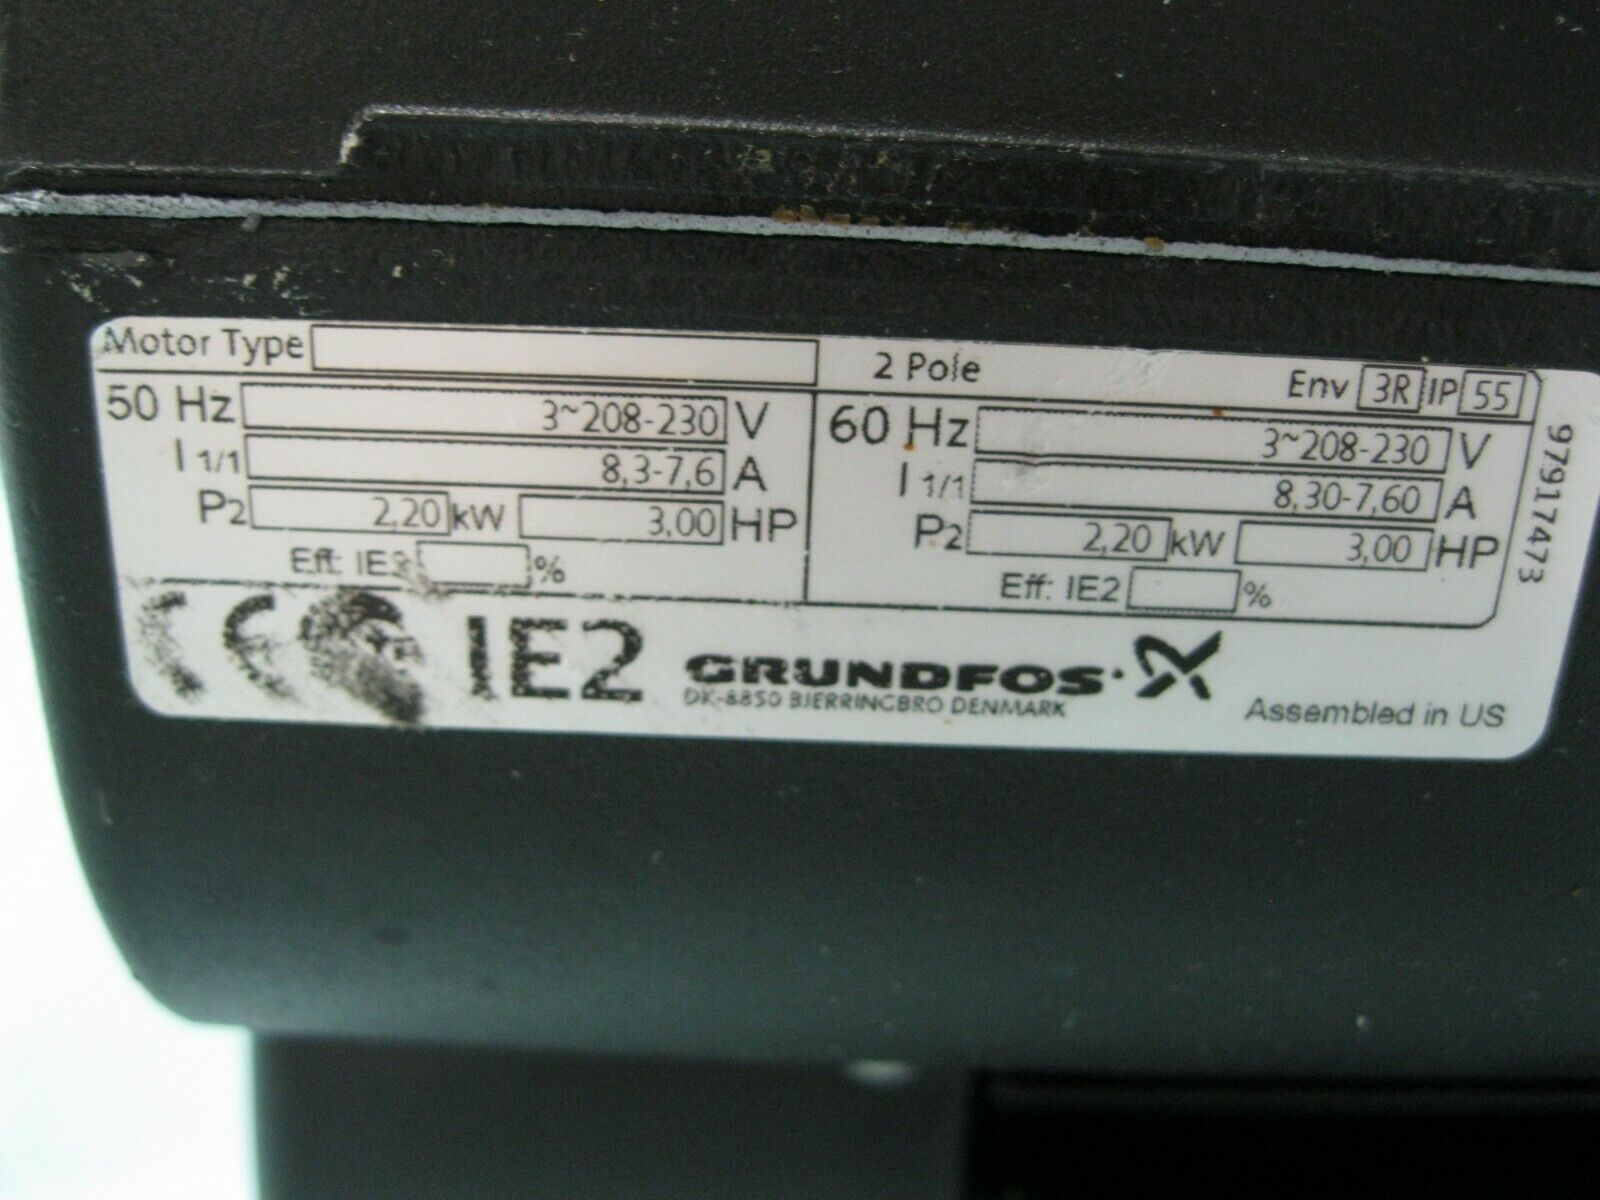 Motor Type 2 Pole Env 3R IP 55
50 Hz 3~208-230 V
I 1/1 8,3-7,6 A
P2 2,20 kW 3,00 HP
Eff: %
60 Hz 3~208-230 V
I 1/1 8,30-7,60 A
P2 2,20 kW 3,00 HP
Eff: IE2 %
97917473
CE IE2 GRUNDFOS
DK-8850 BJERRINGBRO DENMARK
Assembled in US